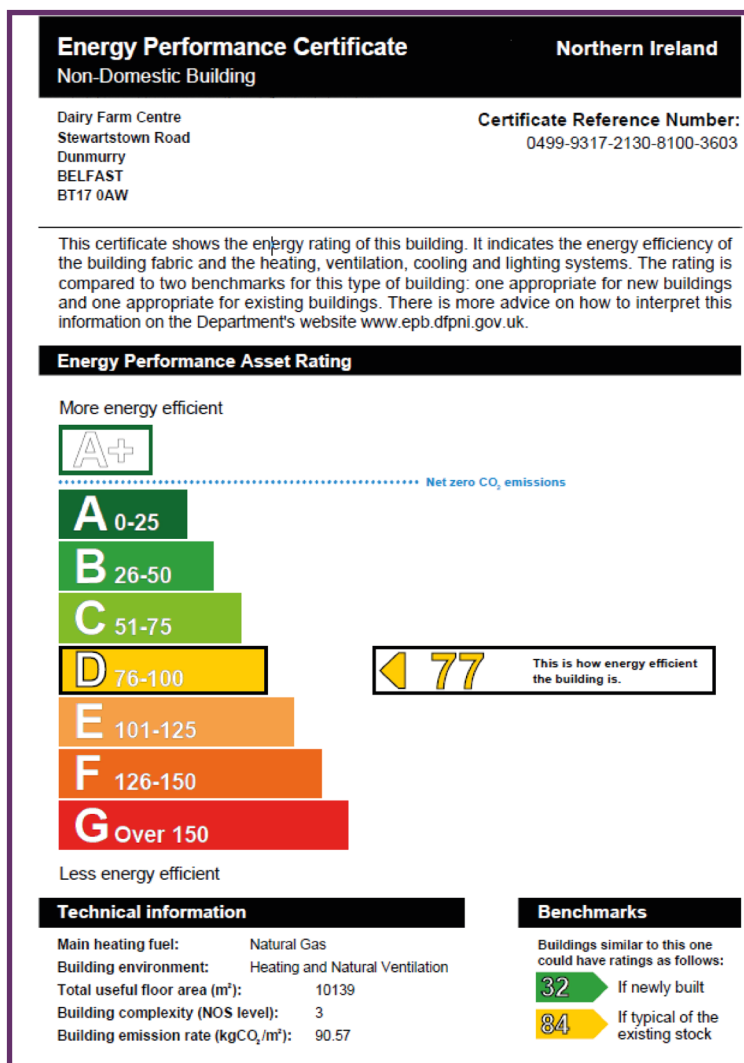 Energy Performance Certificate
Northern Ireland
Non-Domestic Building
Dairy Farm Centre
Stewartstown Road
Dunmurry
BELFAST
BT17 0AW
Certificate Reference Number:
0499-9317-2130-8100-3603
This certificate shows the energy rating of this building. It indicates the energy efficiency of
the building fabric and the heating, ventilation, cooling and lighting systems. The rating is
compared to two benchmarks for this type of building: one appropriate for new buildings
and one appropriate for existing buildings. There is more advice on how to interpret this
information on the Department's website www.epb.dfpni.gov.uk.
Energy Performance Asset Rating
More energy efficient
A+
Net zero CO₂ emissions
A 0-25
B 26-50
C 51-75
D 76-100
77
This is how energy efficient
the building is.
E 101-125
F 126-150
G Over 150
Less energy efficient
Technical information
Main heating fuel: Natural Gas
Building environment: Heating and Natural Ventilation
Total useful floor area (m²): 10139
Building complexity (NOS level): 3
Building emission rate (kgCO₂/m²): 90.57
Benchmarks
Buildings similar to this one
could have ratings as follows:
32 If newly built
84 If typical of the
existing stock